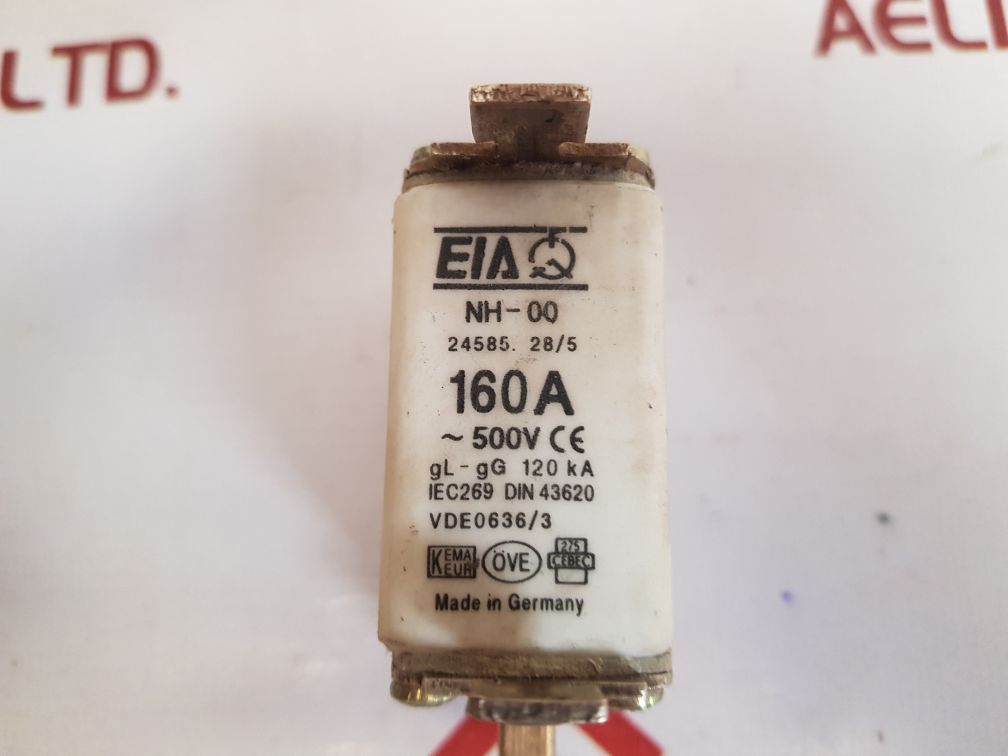 LTD.
AELI
EIA
NH-00
24585. 28/5
160A
~ 500V CE
gL-gG 120 kA
IEC269 DIN 43620
VDE0636/3
KEMA EUR ÖVE 275 CEBEC
Made in Germany